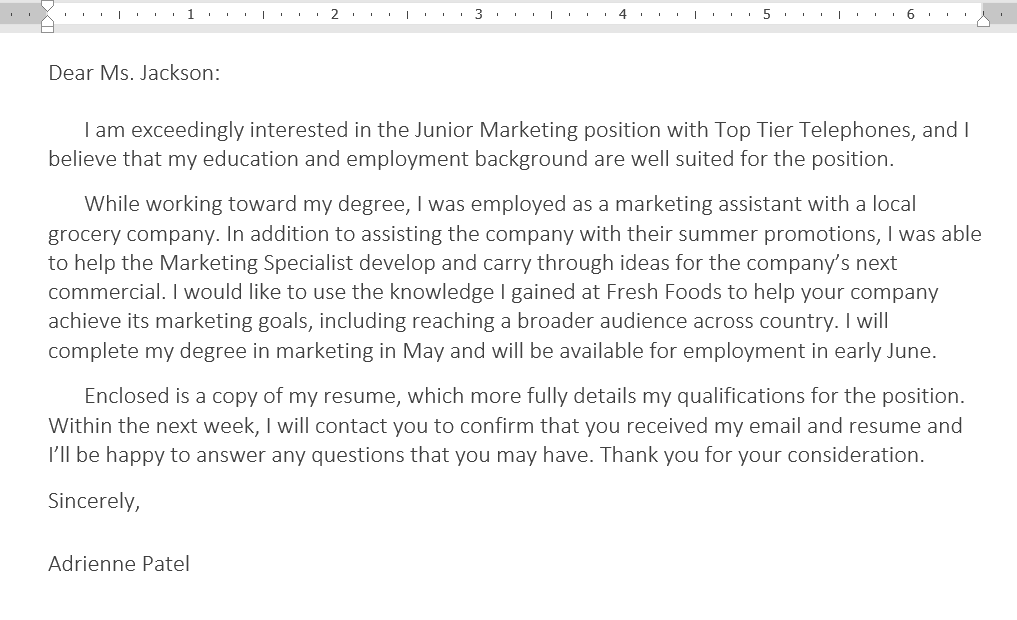 1 2 3 4 5 6
Dear Ms. Jackson:
I am exceedingly interested in the Junior Marketing position with Top Tier Telephones, and I
believe that my education and employment background are well suited for the position.
While working toward my degree, I was employed as a marketing assistant with a local
grocery company. In addition to assisting the company with their summer promotions, I was able
to help the Marketing Specialist develop and carry through ideas for the company’s next
commercial. I would like to use the knowledge I gained at Fresh Foods to help your company
achieve its marketing goals, including reaching a broader audience across country. I will
complete my degree in marketing in May and will be available for employment in early June.
Enclosed is a copy of my resume, which more fully details my qualifications for the position.
Within the next week, I will contact you to confirm that you received my email and resume and
I’ll be happy to answer any questions that you may have. Thank you for your consideration.
Sincerely,
Adrienne Patel